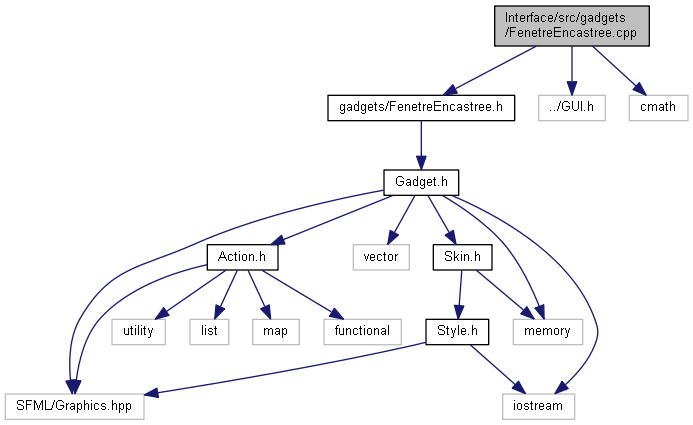 Interface/src/gadgets
/FenetreEncastree.cpp
gadgets/FenetreEncastree.h
../GUI.h
cmath
Gadget.h
Action.h
vector
Skin.h
utility
list
map
functional
Style.h
memory
SFML/Graphics.hpp
iostream